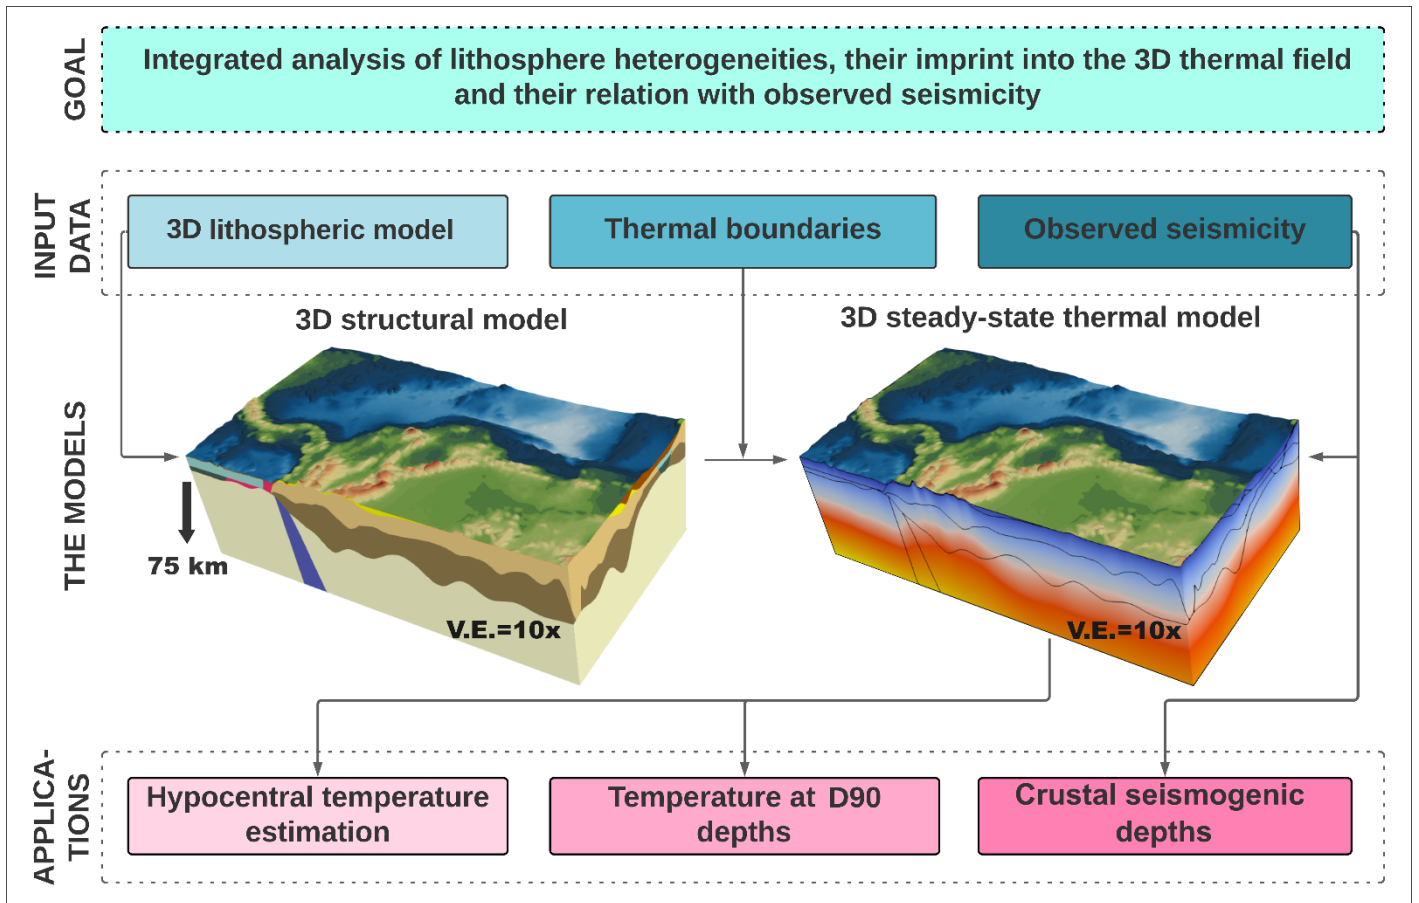 GOAL
Integrated analysis of lithosphere heterogeneities, their imprint into the 3D thermal field
and their relation with observed seismicity
INPUT
DATA
3D lithospheric model
Thermal boundaries
Observed seismicity
THE MODELS
3D structural model
3D steady-state thermal model
75 km
V.E.=10x
V.E.=10x
APPLICA-
TIONS
Hypocentral temperature
estimation
Temperature at D90
depths
Crustal seismogenic
depths